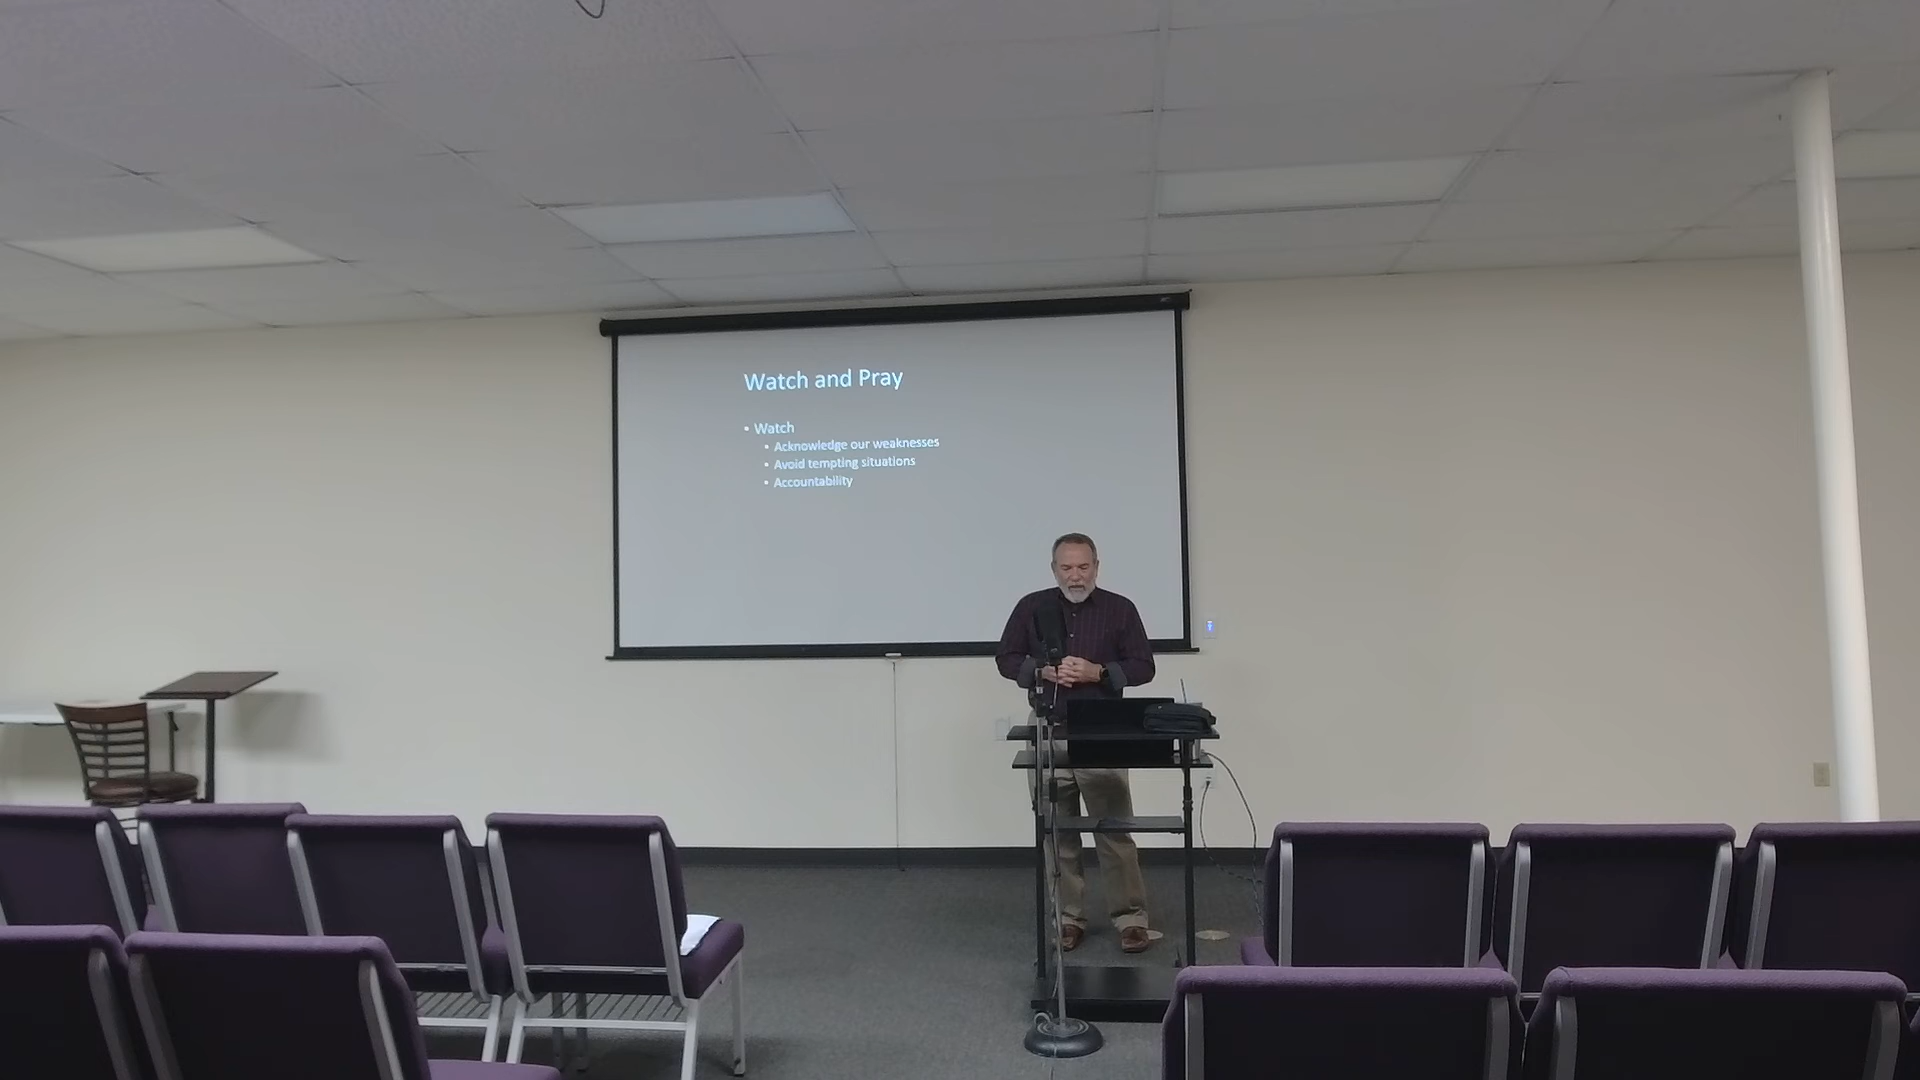 Watch and Pray
• Watch
• Acknowledge our weaknesses
• Avoid tempting situations
• Accountability